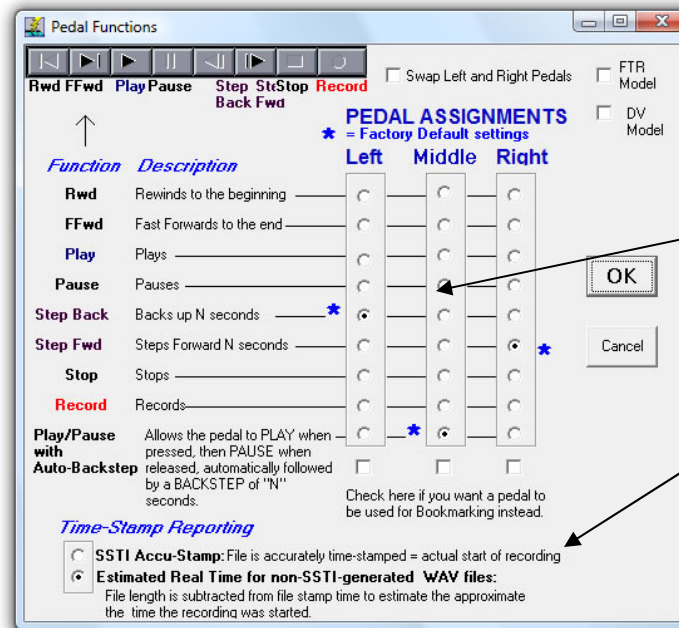 Pedal Functions
Swap Left and Right Pedals
FTR
Model
DV
Model
Rwd FFwd Play Pause Step Ste Stop Record
Back Fwd
PEDAL ASSIGNMENTS
* = Factory Default settings
Left Middle Right
Function Description
Rwd Rewinds to the beginning
FFwd Fast Forwards to the end
Play Plays
Pause Pauses
OK
Step Back Backs up N seconds *
Step Fwd Steps Forward N seconds *
Cancel
Stop Stops
Record Records
Play/Pause
with
Auto-Backstep
Allows the pedal to PLAY when *
pressed, then PAUSE when
released, automatically followed
by a BACKSTEP of "N"
seconds.
Check here if you want a pedal to
be used for Bookmarking instead.
Time-Stamp Reporting
SSTI Accu-Stamp: File is accurately time-stamped = actual start of recording
Estimated Real Time for non-SSTI-generated WAV files:
File length is subtracted from file stamp time to estimate the approximate
the time the recording was started.